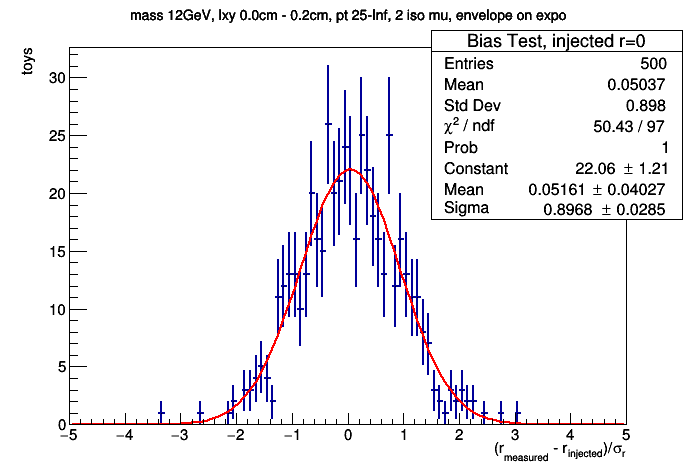 mass 12GeV, lxy 0.0cm - 0.2cm, pt 25-Inf, 2 iso mu, envelope on expo
Bias Test, injected r=0
Entries 500
Mean 0.05037
Std Dev 0.898
χ² / ndf 50.43 / 97
Prob 1
Constant 22.06 ± 1.21
Mean 0.05161 ± 0.04027
Sigma 0.8968 ± 0.0285
toys
30
25
20
15
10
5
0
−5 −4 −3 −2 −1 0 1 2 3 4 5
(r_measured - r_injected)/σ_r